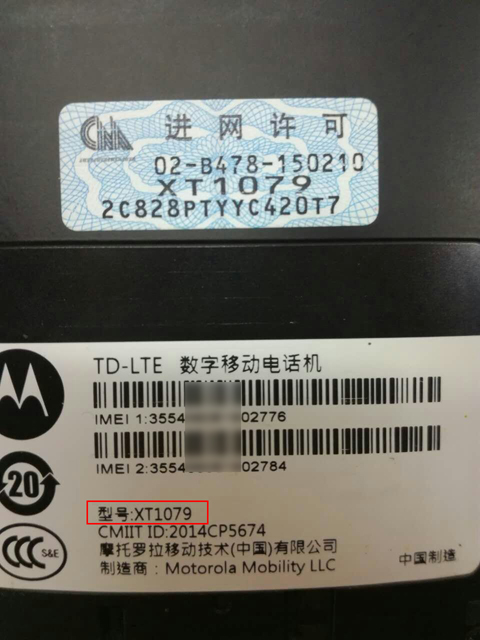 CNA
进网许可
02-B478-150210
XT1079
2C828PTYYC420T7
TD-LTE 数字移动电话机
IMEI 1:3554 02776
IMEI 2:3554 02784
20
型号:XT1079
CMIIT ID:2014CP5674
CCC S&E
摩托罗拉移动技术(中国)有限公司
中国制造
制造商：Motorola Mobility LLC